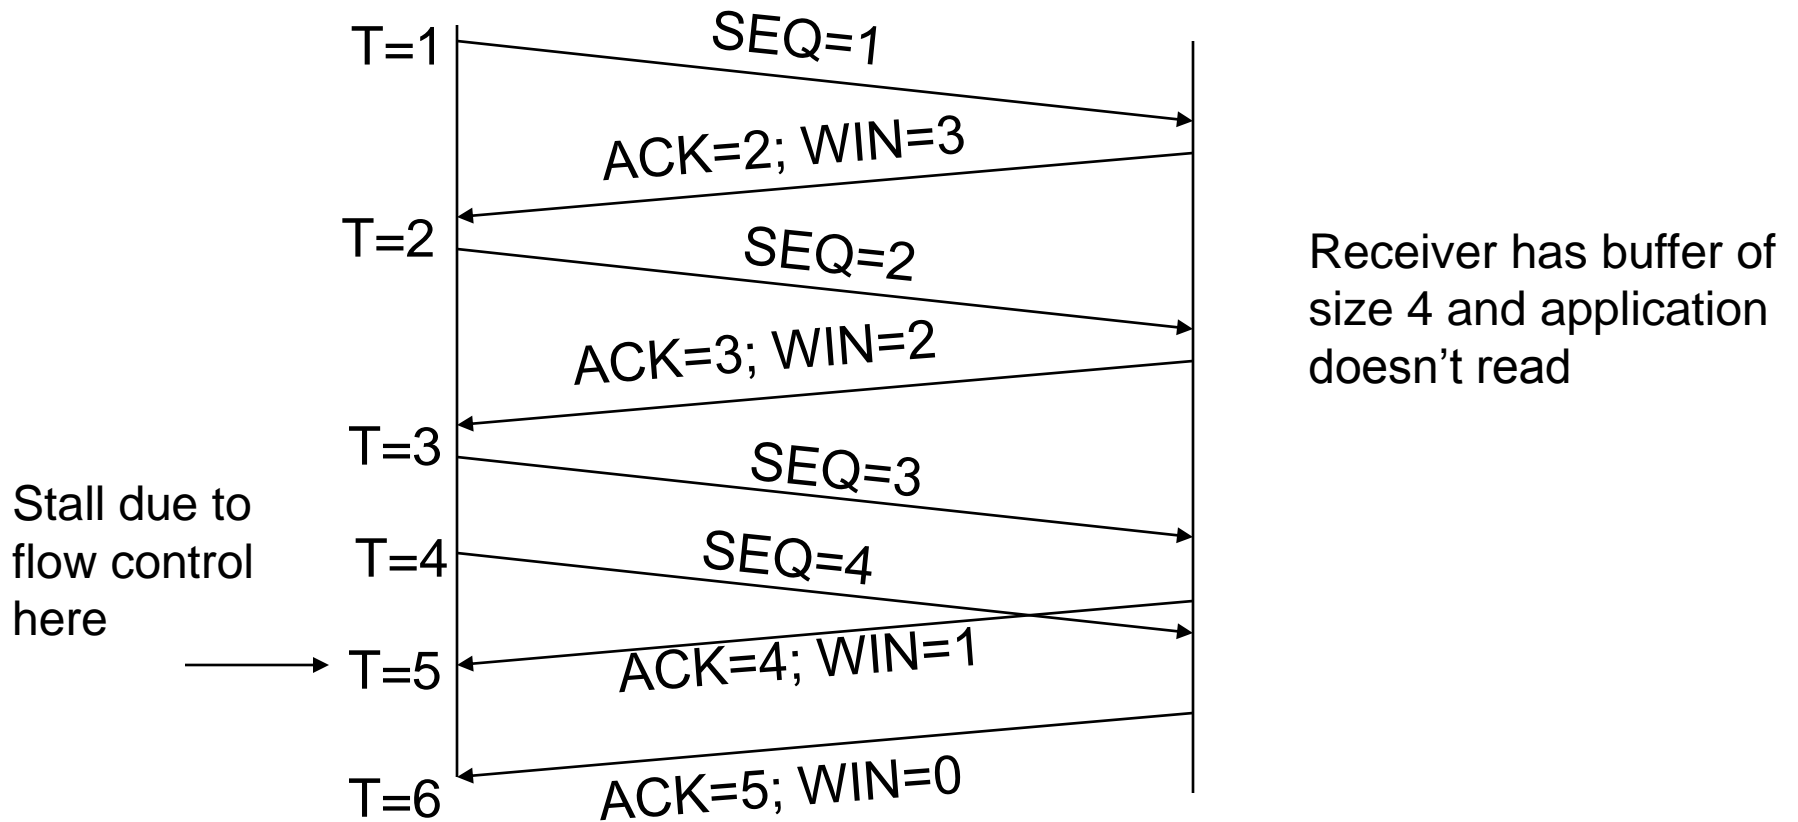 T=1
SEQ=1
ACK=2; WIN=3
T=2
SEQ=2
ACK=3; WIN=2
T=3
SEQ=3
T=4
SEQ=4
ACK=4; WIN=1
T=5
T=6
ACK=5; WIN=0
Stall due to
flow control
here
Receiver has buffer of
size 4 and application
doesn’t read